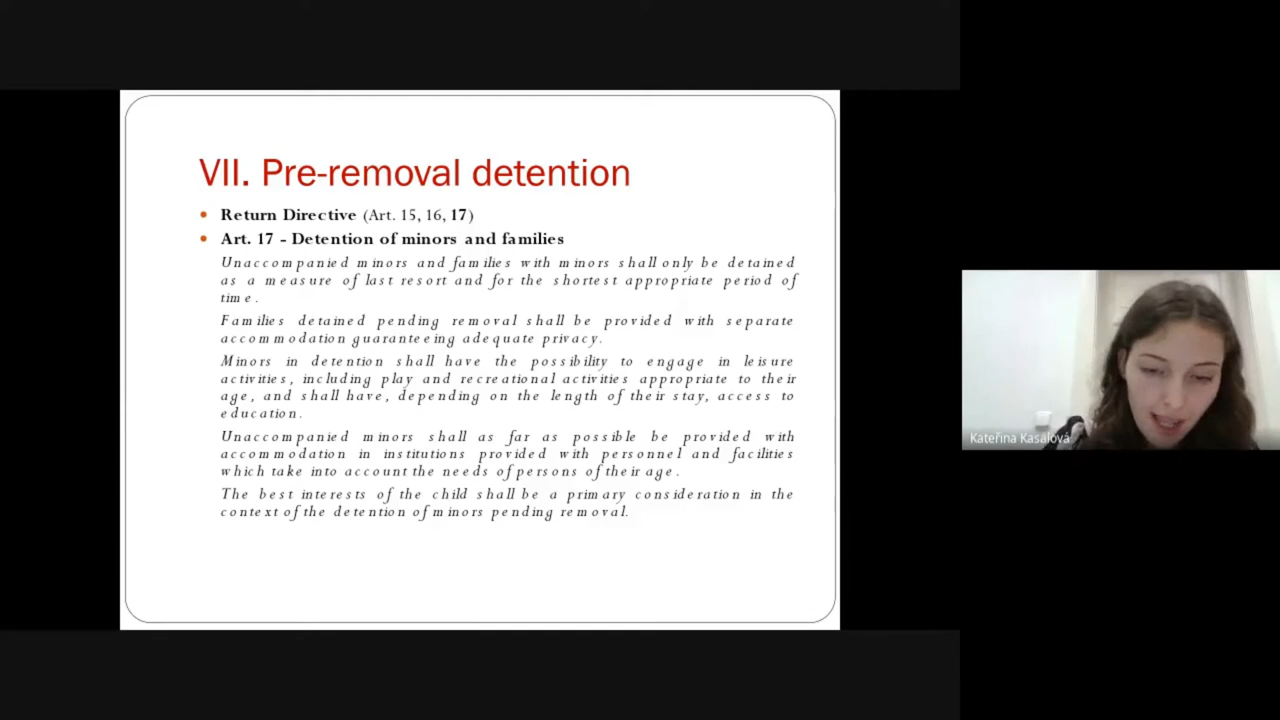 VII. Pre-removal detention
• Return Directive (Art. 15, 16, 17)
• Art. 17 - Detention of minors and families
Unaccompanied minors and families with minors shall only be detained
as a measure of last resort and for the shortest appropriate period of
time.
Families detained pending removal shall be provided with separate
accommodation guaranteeing adequate privacy.
Minors in detention shall have the possibility to engage in leisure
activities, including play and recreational activities appropriate to their
age, and shall have, depending on the length of their stay, access to
education.
Unaccompanied minors shall as far as possible be provided with
accommodation in institutions provided with personnel and facilities
which take into account the needs of persons of their age.
The best interests of the child shall be a primary consideration in the
context of the detention of minors pending removal.
Kateřina Kasalová